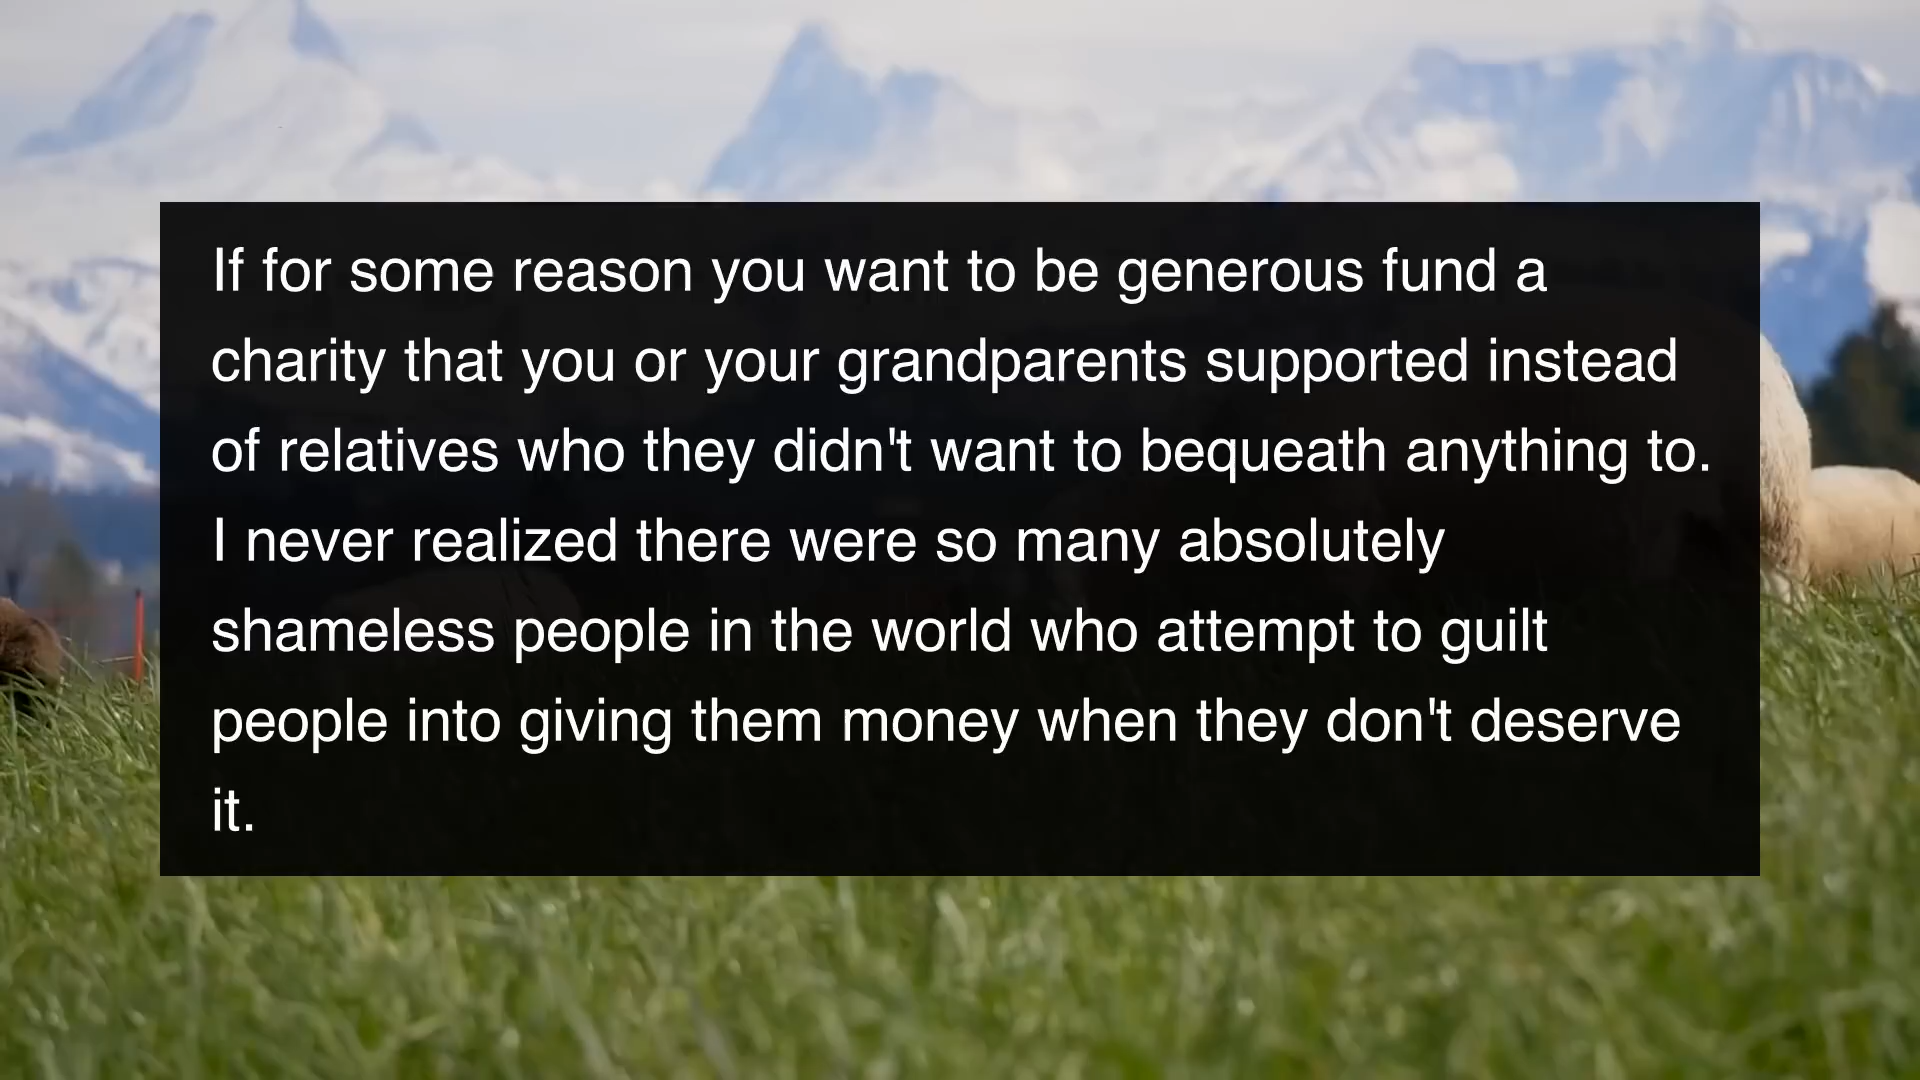 If for some reason you want to be generous fund a
charity that you or your grandparents supported instead
of relatives who they didn't want to bequeath anything to.
I never realized there were so many absolutely
shameless people in the world who attempt to guilt
people into giving them money when they don't deserve
it.